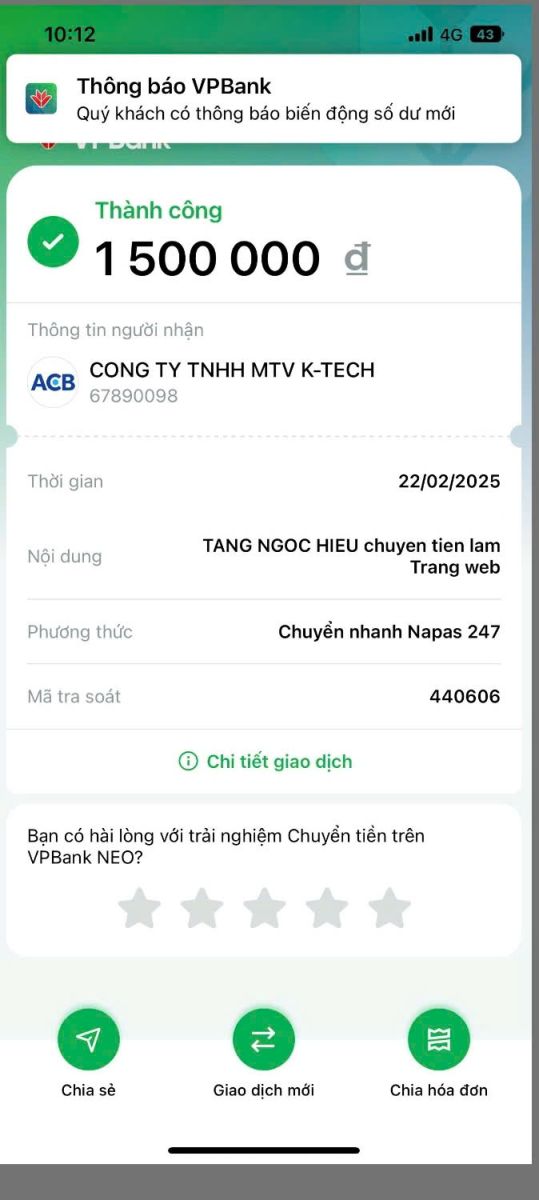 10:12
4G 43
Thông báo VPBank
Quý khách có thông báo biến động số dư mới
VPBank
Thành công
1 500 000 đ
Thông tin người nhận
ACB
CONG TY TNHH MTV K-TECH
67890098
Thời gian
22/02/2025
Nội dung
TANG NGOC HIEU chuyen tien lam
Trang web
Phương thức
Chuyển nhanh Napas 247
Mã tra soát
440606
Chi tiết giao dịch
Bạn có hài lòng với trải nghiệm Chuyển tiền trên
VPBank NEO?
Chia sẻ
Giao dịch mới
Chia hóa đơn